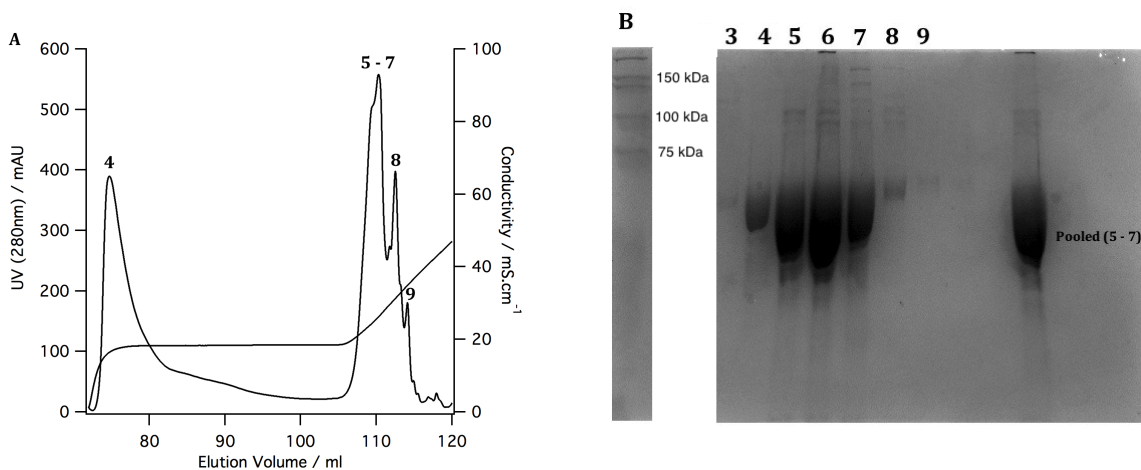 A
600
500
400
300
200
100
0
UV (280nm) / mAU
4
5 - 7
8
9
100
80
60
40
20
0
Conductivity / mS.cm-1
80
90
100
110
120
Elution Volume / ml
B
3 4 5 6 7 8 9
150 kDa
100 kDa
75 kDa
Pooled (5 - 7)